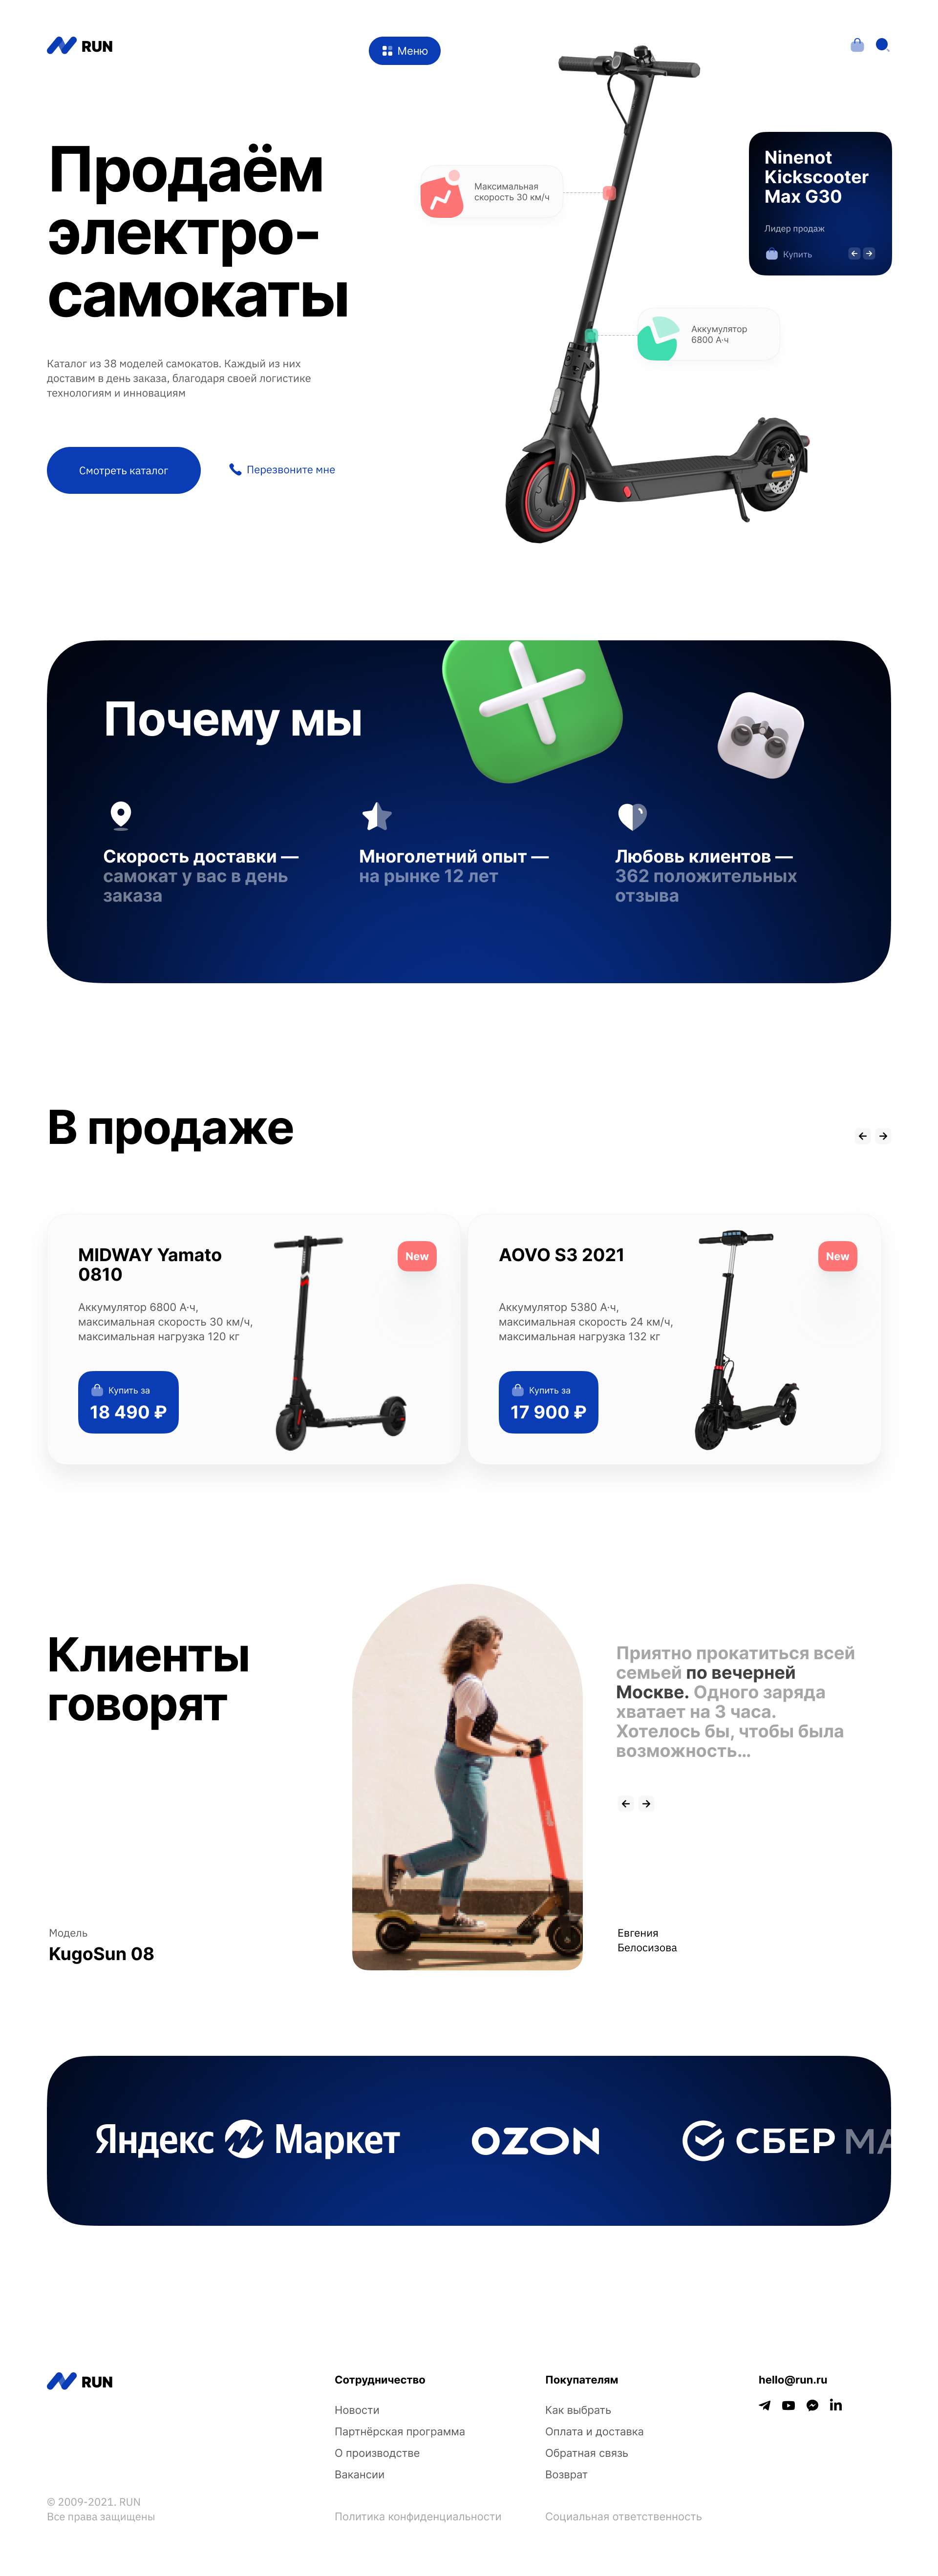 RUN
Меню
Продаём
электро-
самокаты
Каталог из 38 моделей самокатов. Каждый из них
доставим в день заказа, благодаря своей логистике
технологиям и инновациям
Смотреть каталог
Перезвоните мне
Максимальная
скорость 30 км/ч
Ninenot
Kickscooter
Max G30
Лидер продаж
Купить
Аккумулятор
6800 А·ч
Почему мы
Скорость доставки —
самокат у вас в день
заказа
Многолетний опыт —
на рынке 12 лет
Любовь клиентов —
362 положительных
отзыва
В продаже
MIDWAY Yamato
0810
New
Аккумулятор 6800 А·ч,
максимальная скорость 30 км/ч,
максимальная нагрузка 120 кг
Купить за
18 490 ₽
AOVO S3 2021
New
Аккумулятор 5380 А·ч,
максимальная скорость 24 км/ч,
максимальная нагрузка 132 кг
Купить за
17 900 ₽
Клиенты
говорят
Модель
KugoSun 08
Приятно прокатиться всей
семьей по вечерней
Москве. Одного заряда
хватает на 3 часа.
Хотелось бы, чтобы была
возможность...
Евгения
Белосизова
Яндекс Маркет
OZON
СБЕР МА
RUN
© 2009-2021. RUN
Все права защищены
Сотрудничество
Новости
Партнёрская программа
О производстве
Вакансии
Политика конфиденциальности
Покупателям
Как выбрать
Оплата и доставка
Обратная связь
Возврат
Социальная ответственность
hello@run.ru